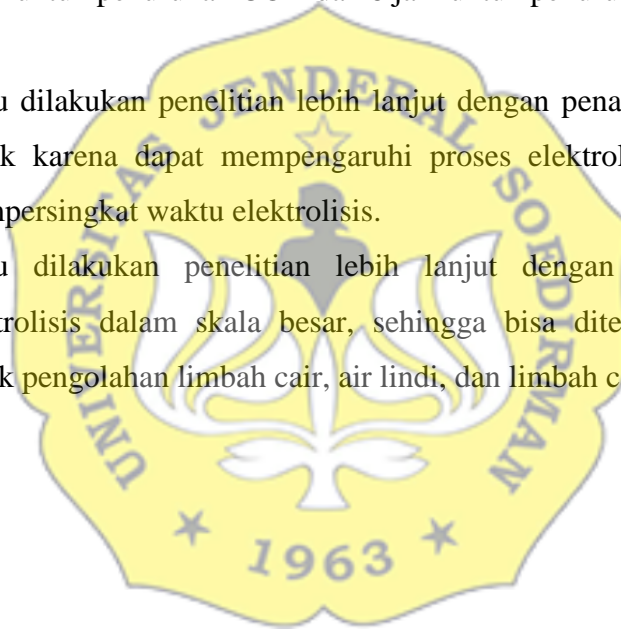 u dilakukan penelitian lebih lanjut dengan pena
k karena dapat mempengaruhi proses elektrol
npersingkat waktu elektrolisis.
u dilakukan penelitian lebih lanjut dengan
trolisis dalam skala besar, sehingga bisa dite
k pengolahan limbah cair, air lindi, dan limbah c
UNIVERSITAS JENDERAL SOEDIRMAN
1963